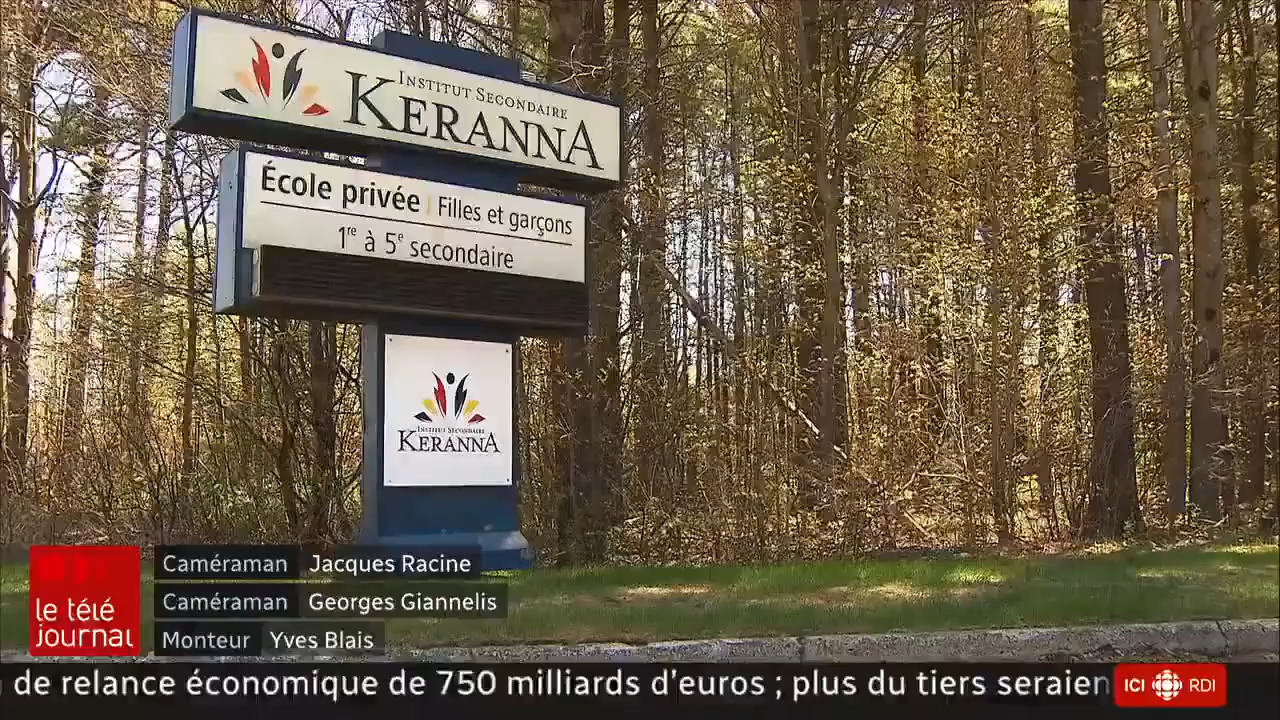 INSTITUT SECONDAIRE
KERANNA
École privée | Filles et garçons
1re à 5e secondaire
INSTITUT SECONDAIRE
KERANNA
Caméraman Jacques Racine
Caméraman Georges Giannelis
Monteur Yves Blais
le télé
journal
de relance économique de 750 milliards d'euros ; plus du tiers seraien
ICI RDI